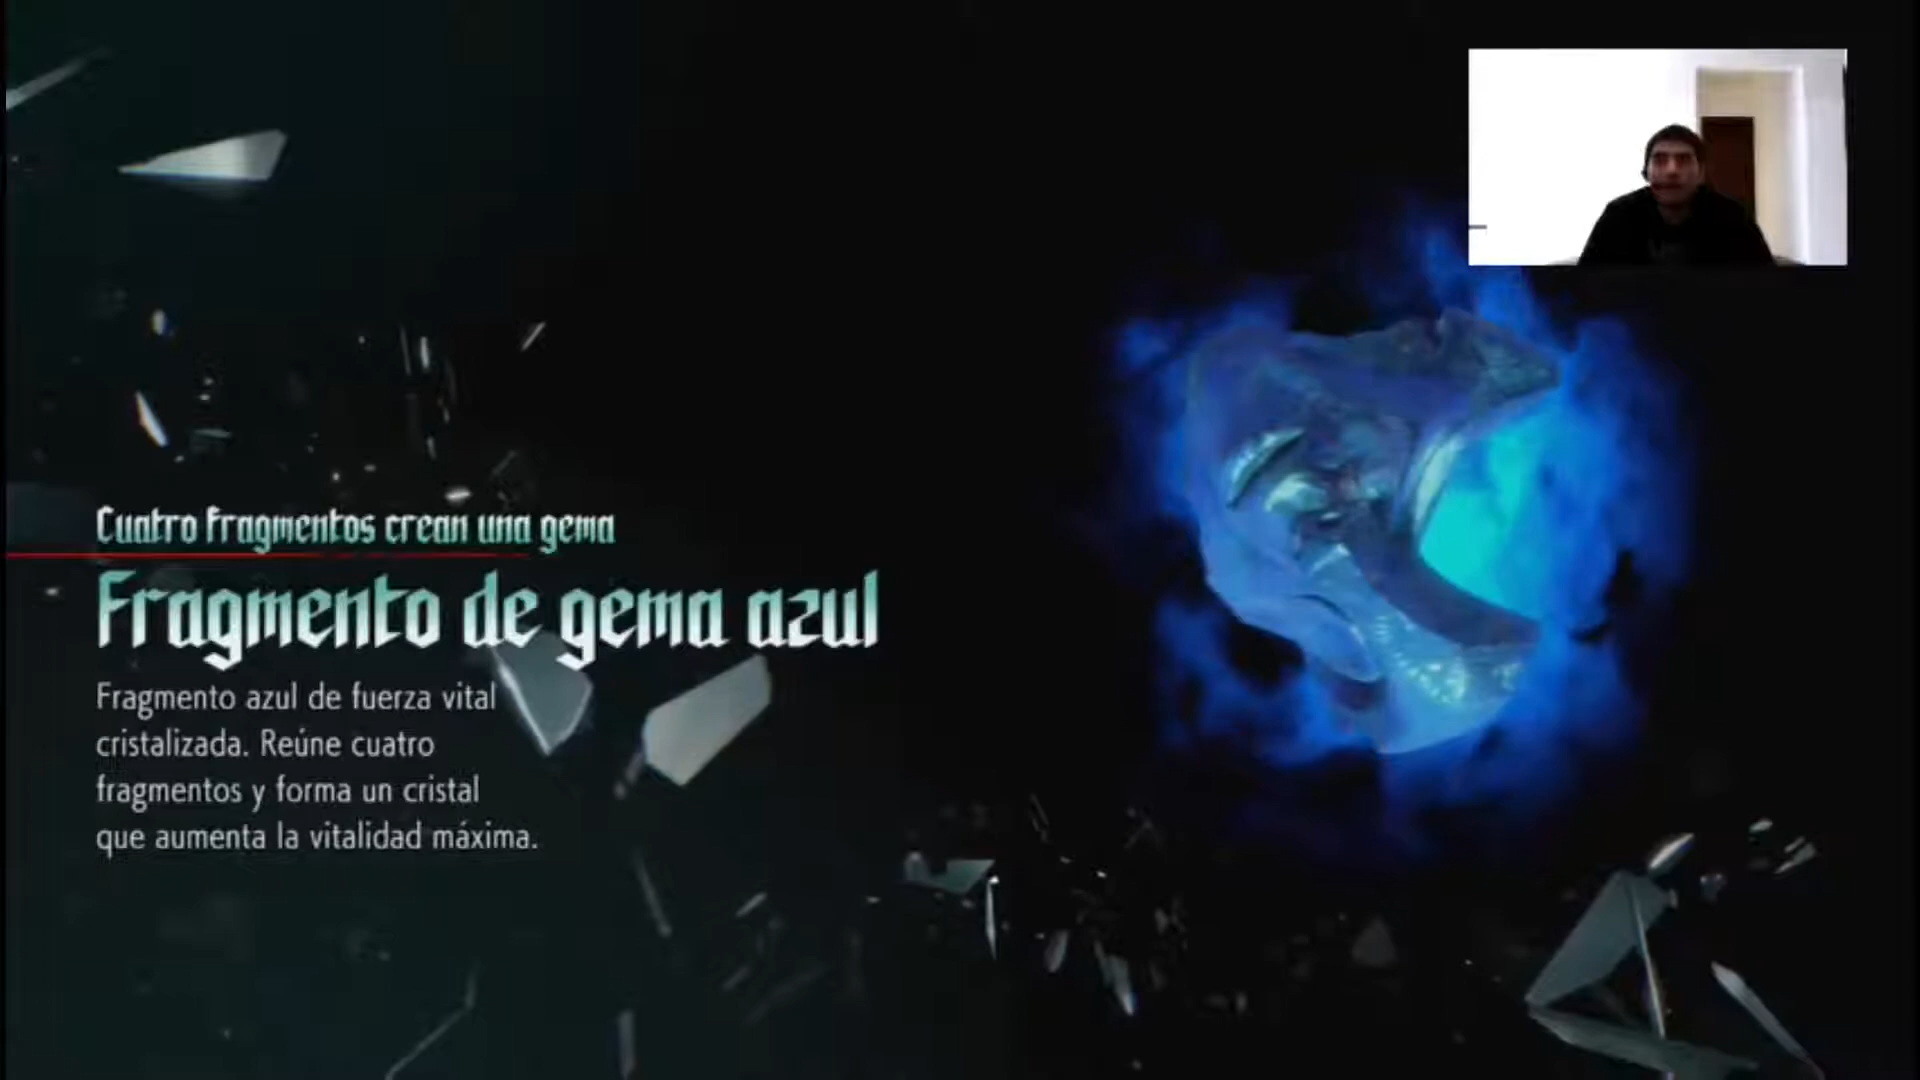 Cuatro fragmentos crean una gema
Fragmento de gema azul
Fragmento azul de fuerza vital
cristalizada. Reúne cuatro
fragmentos y forma un cristal
que aumenta la vitalidad máxima.